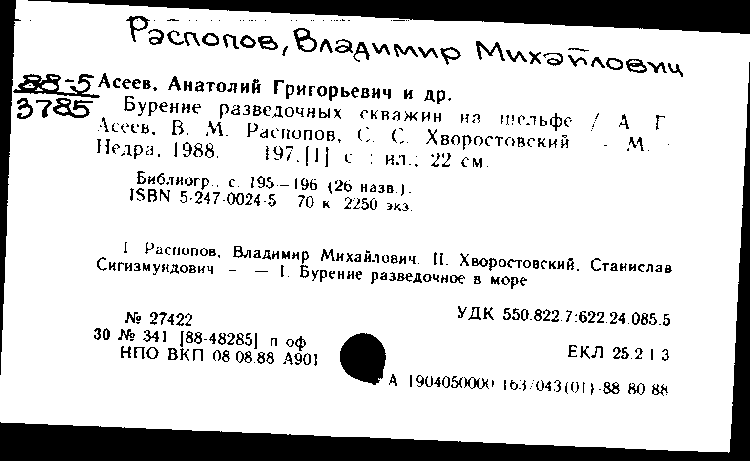 Распопов, Владимир Михайлович
88-5 Асеев, Анатолий Григорьевич и др.
3785 Бурение разведочных скважин на шельфе / А. Г.
Асеев, В. М. Распопов, С. С. Хворостовский. - М. :
Недра, 1988. - 197,[1] с. : ил.; 22 см.
Библиогр.: с. 195—196 (26 назв.).
ISBN 5-247-0024-5 70 к. 2250 экз.
I. Распопов, Владимир Михайлович. II. Хворостовский, Станислав
Сигизмундович - — I. Бурение разведочное в море
УДК 550.822.7:622.24.085.5
№ 27422
30 № 341 [88-48285] п оф
НПО ВКП 08.08.88 А901
ЕКЛ 25.2 1 3
А 1904050000 163/043(01)-88 80 88